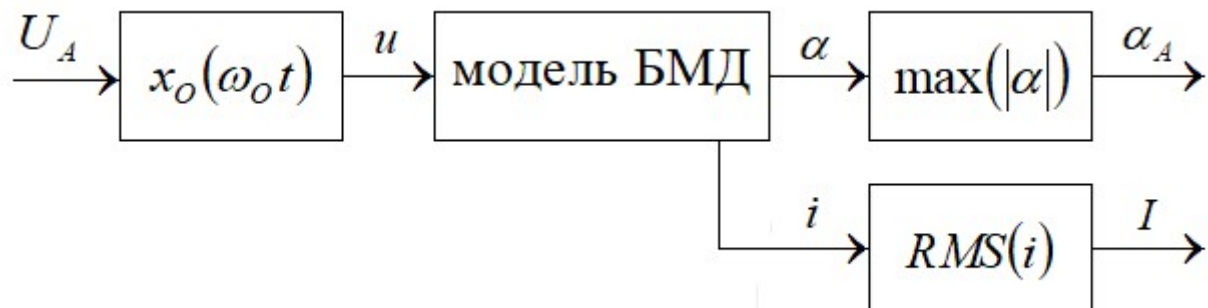 U_A
x_O(ω_O t)
u
модель БМД
α
max(|α|)
α_A
i
RMS(i)
I